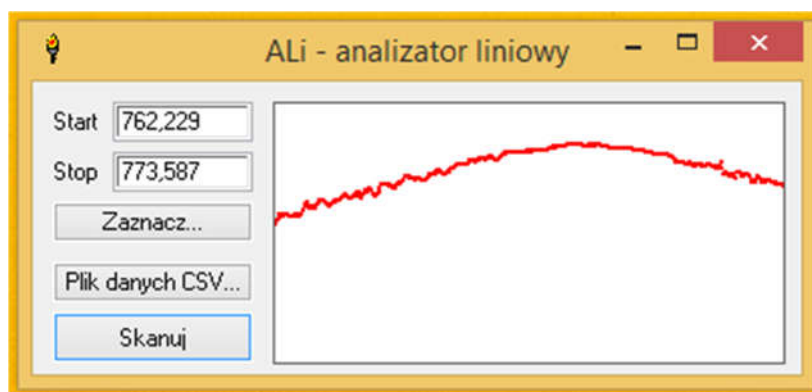 ALi - analizator liniowy
Start 762,229
Stop 773,587
Zaznacz...
Plik danych CSV...
Skanuj